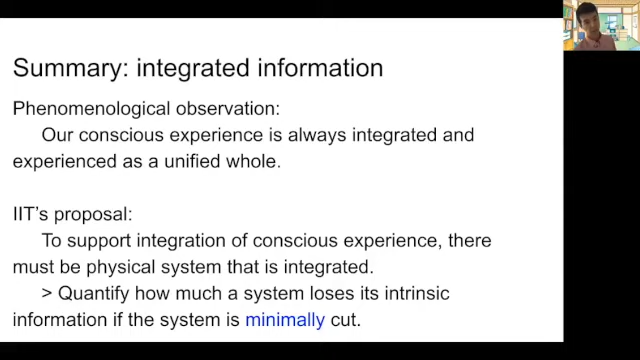 Summary: integrated information
Phenomenological observation:
Our conscious experience is always integrated and
experienced as a unified whole.
IIT's proposal:
To support integration of conscious experience, there
must be physical system that is integrated.
> Quantify how much a system loses its intrinsic
information if the system is minimally cut.